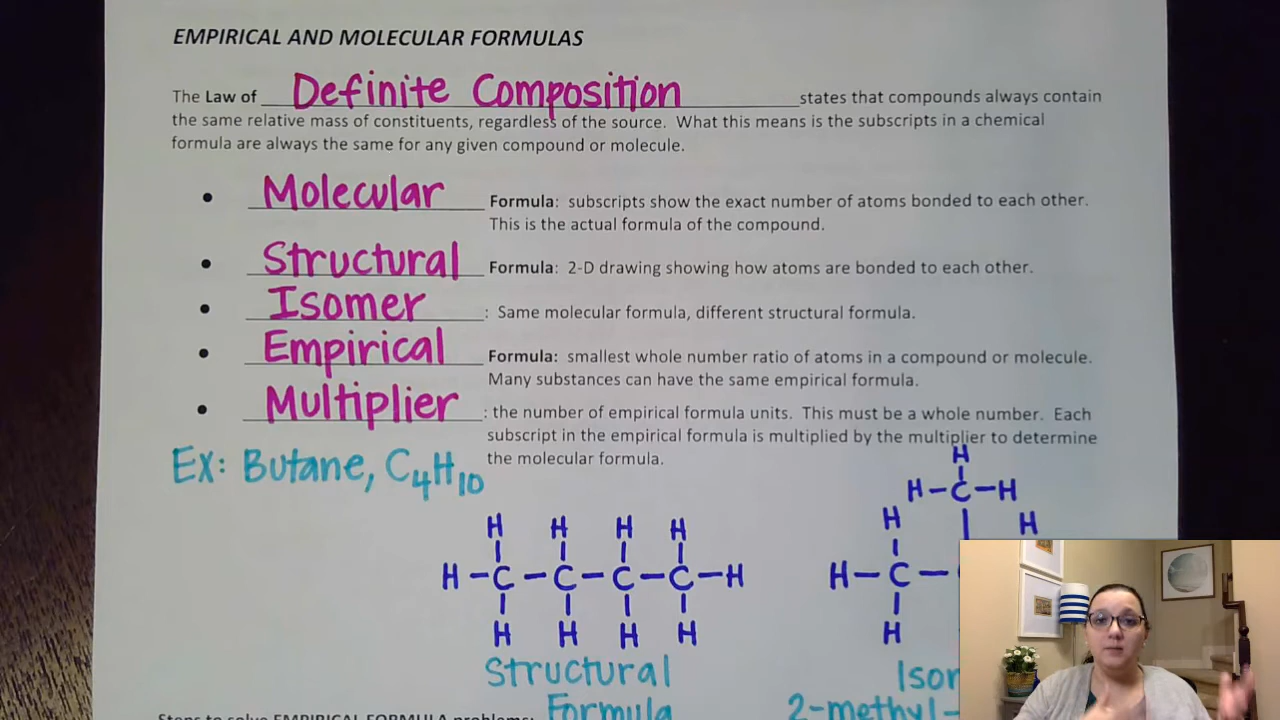 EMPIRICAL AND MOLECULAR FORMULAS
The Law of Definite Composition states that compounds always contain
the same relative mass of constituents, regardless of the source. What this means is the subscripts in a chemical
formula are always the same for any given compound or molecule.
• Molecular Formula: subscripts show the exact number of atoms bonded to each other.
This is the actual formula of the compound.
• Structural Formula: 2-D drawing showing how atoms are bonded to each other.
• Isomer : Same molecular formula, different structural formula.
• Empirical Formula: smallest whole number ratio of atoms in a compound or molecule.
Many substances can have the same empirical formula.
• Multiplier : the number of empirical formula units. This must be a whole number. Each
subscript in the empirical formula is multiplied by the multiplier to determine
the molecular formula.
Ex: Butane, C₄H₁₀
H H H H
H–C–C–C–C–H
H H H H
Structural
Formula
H
H–C–H
H H
H–C–
H
2-methyl-